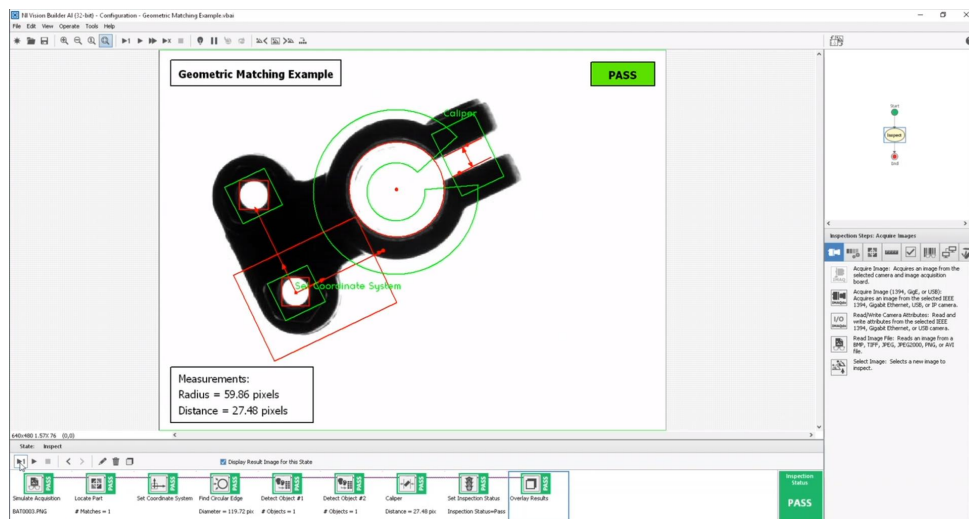 NI Vision Builder AI (32-bit) - Configuration - Geometric Matching Example.vbai
File Edit View Operate Tools Help
Geometric Matching Example
PASS
Caliper
Set Coordinate System
Measurements:
Radius = 59.86 pixels
Distance = 27.48 pixels
Start
Inspect
End
Inspection Steps: Acquire Images
Acquire Image: Acquires an image from the
selected camera and image acquisition
board.
Acquire Image (1394, GigE, or USB):
Acquires an image from the selected IEEE
1394, Gigabit Ethernet, USB, or IP camera.
I/O
Read/Write Camera Attributes: Read and
write attributes from the selected IEEE
1394, Gigabit Ethernet, or USB camera.
Read Image File: Reads an image from a
BMP, TIFF, JPEG, JPEG2000, PNG, or AVI
file.
Select Image: Selects a new image to
inspect.
640x480 1.57X 76 (0,0)
State: Inspect
Display Result Image for this State
PASS PASS PASS PASS PASS PASS PASS PASS PASS
Simulate Acquisition Locate Part Set Coordinate System Find Circular Edge Detect Object #1 Detect Object #2 Caliper Set Inspection Status Overlay Results
BAT0003.PNG # Matches = 1 Diameter = 119.72 pix # Objects = 1 # Objects = 1 Distance = 27.48 pix Inspection Status=Pass
Inspection
Status
PASS